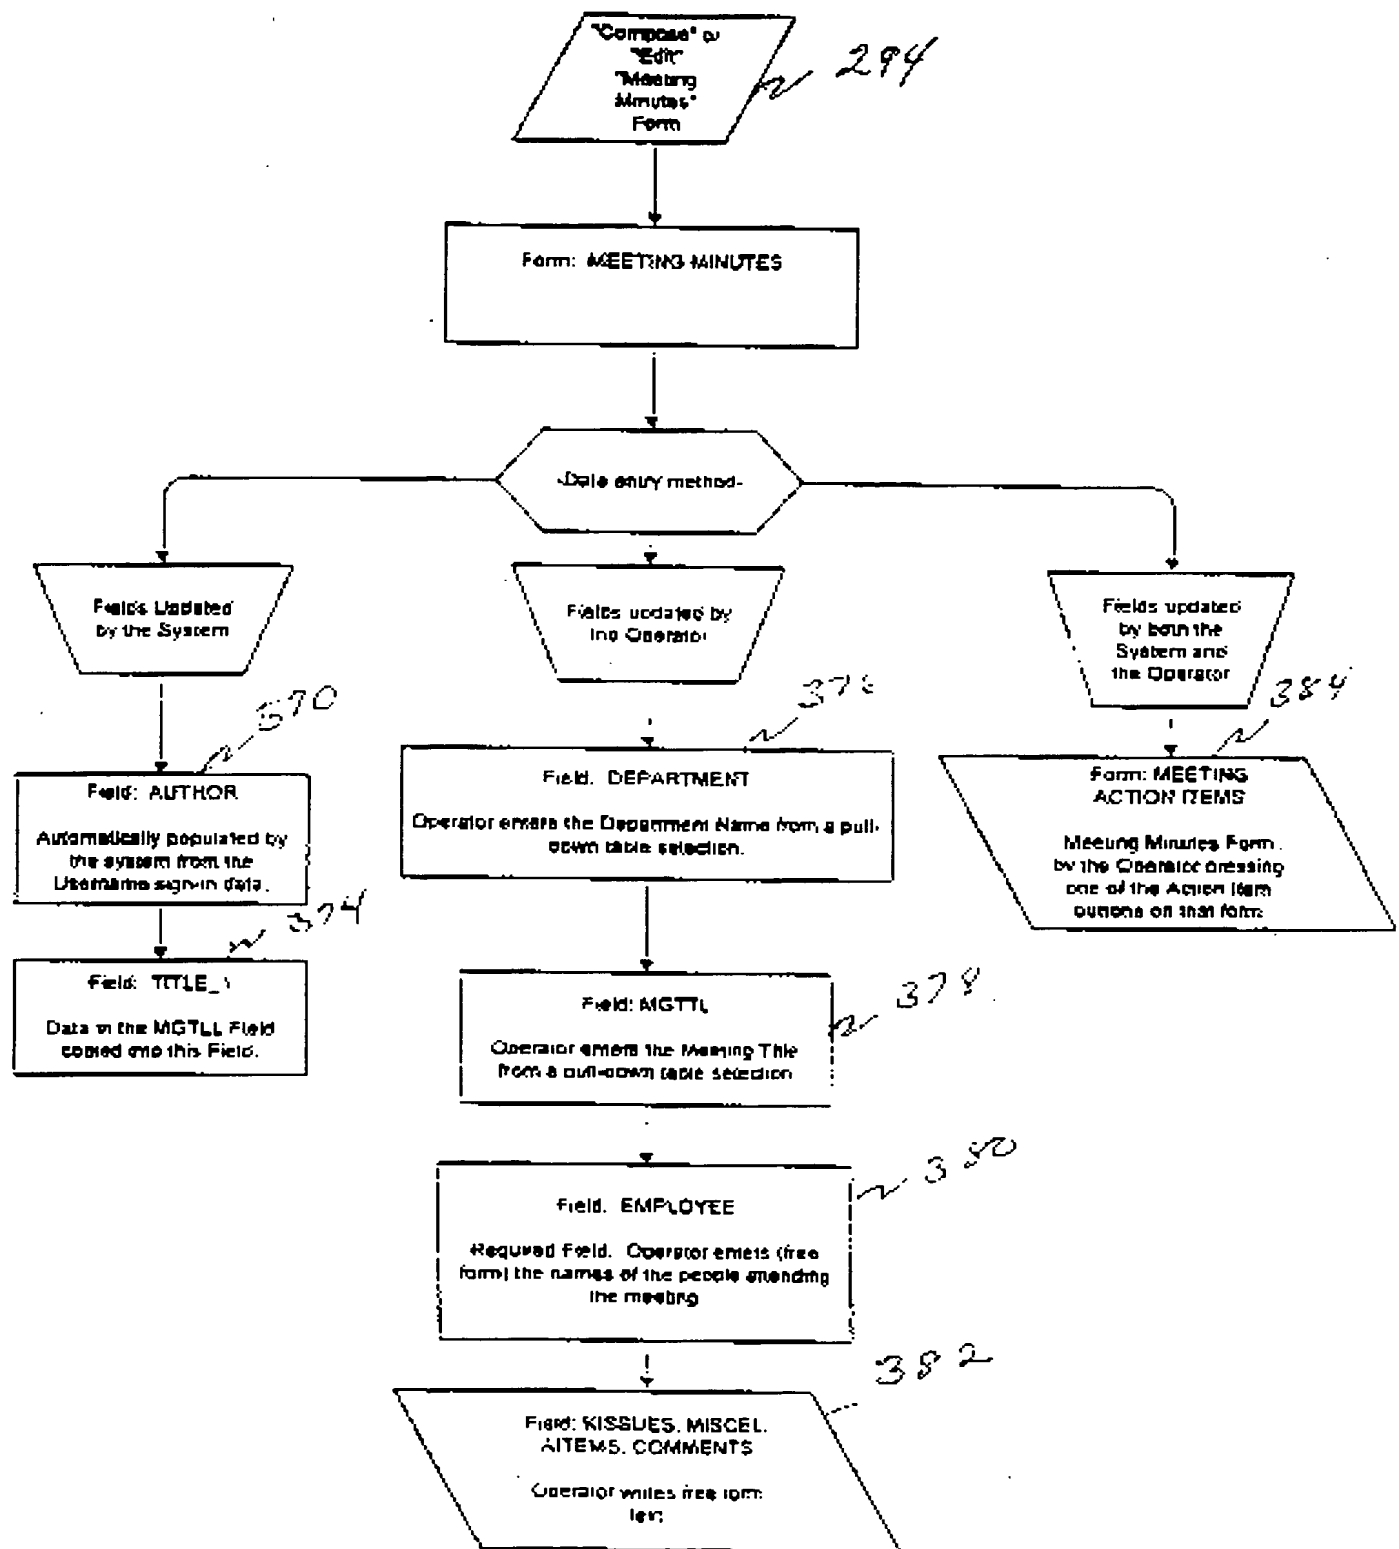 "Compose" or
"Edit"
"Meeting
Minutes"
Form
294
Form: MEETING MINUTES
-Data entry method-
Fields Updated
by the System
Fields updated by
the Operator
Fields updated
by both the
System and
the Operator
370
Field: AUTHOR
Automatically populated by
the system from the
Username sign-in data.
374
Field: TITLE_1
Data in the MGTLL Field
copied into this Field.
Field: DEPARTMENT
Operator enters the Department Name from a pull-
down table selection.
378
Field: MGTTL
Operator enters the Meeting Title
from a pull-down table selection
380
Field: EMPLOYEE
Required Field. Operator enters (free
form) the names of the people attending
the meeting
382
Field: KISSUES, MISCEL,
AITEMS, COMMENTS
Operator writes free form
text
384
Form: MEETING
ACTION ITEMS
Meeting Minutes Form
by the Operator pressing
one of the Action Item
buttons on that form